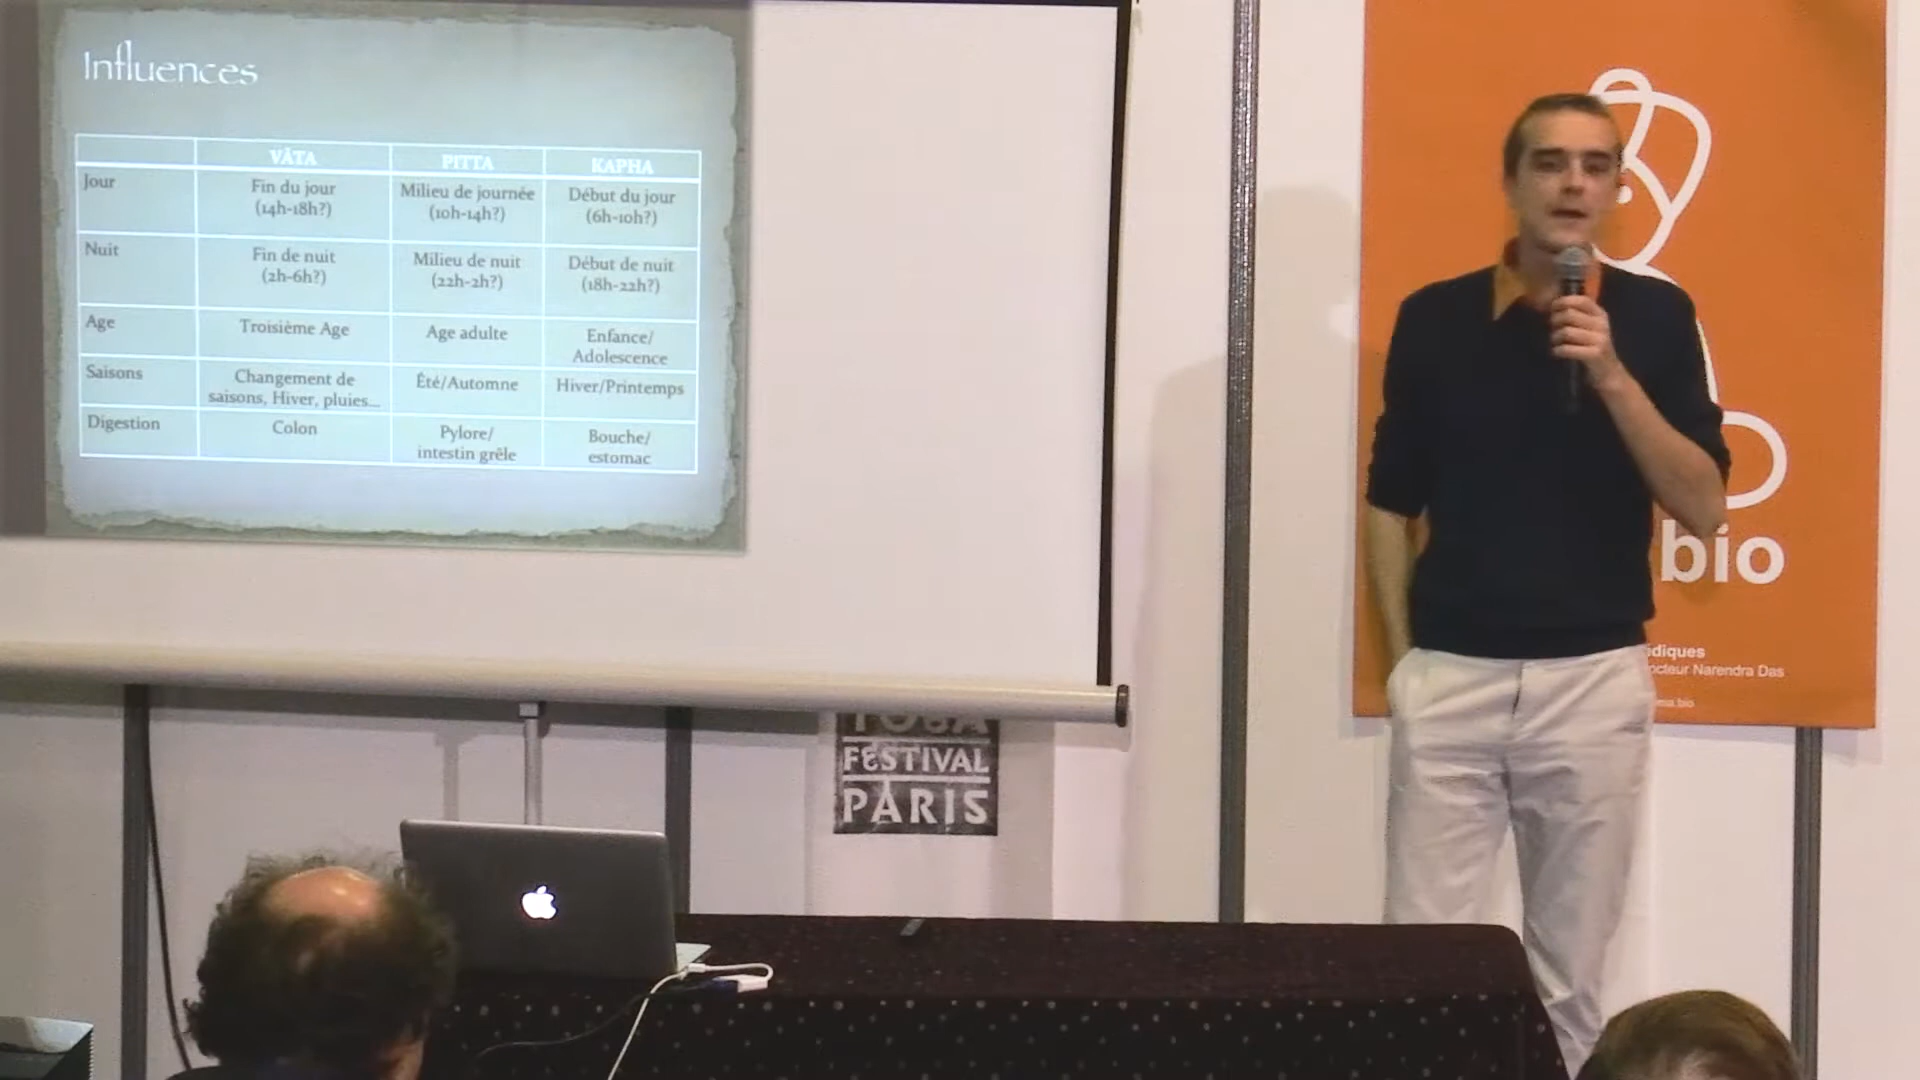 Influences
VÂTA PITTA KAPHA
Jour
Fin du jour
(14h-18h?)
Milieu de journée
(10h-14h?)
Début du jour
(6h-10h?)
Nuit
Fin de nuit
(2h-6h?)
Milieu de nuit
(22h-2h?)
Début de nuit
(18h-22h?)
Age
Troisième Age
Age adulte
Enfance/
Adolescence
Saisons
Changement de
saisons, Hiver, pluies...
Été/Automne
Hiver/Printemps
Digestion
Colon
Pylore/
intestin grêle
Bouche/
estomac
YOGA
FESTIVAL
PARIS
bio
Narendra Das